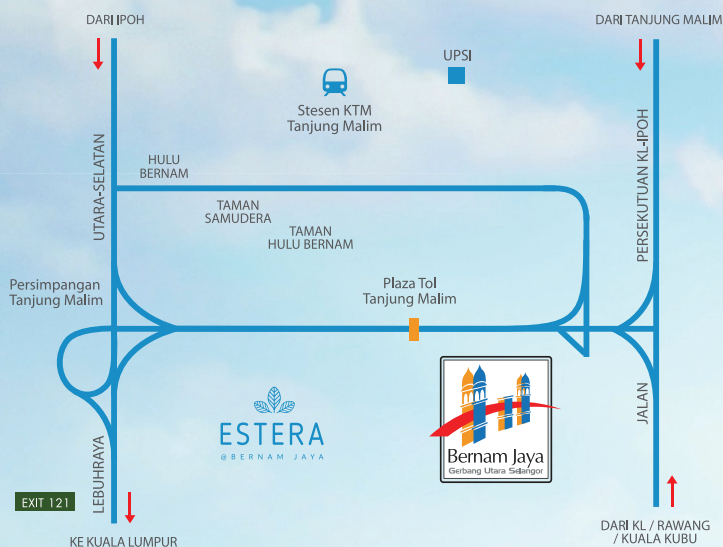 DARI IPOH
DARI TANJUNG MALIM
UPSI
Stesen KTM
Tanjung Malim
UTARA-SELATAN
PERSEKUTUAN KL-IPOH
HULU
BERNAM
TAMAN
SAMUDERA
TAMAN
HULU BERNAM
Persimpangan
Tanjung Malim
Plaza Tol
Tanjung Malim
ESTERA
@BERNAM JAYA
Bernam Jaya
Gerbang Utara Selangor
JALAN
LEBUHRAYA
EXIT 121
KE KUALA LUMPUR
DARI KL / RAWANG
/ KUALA KUBU